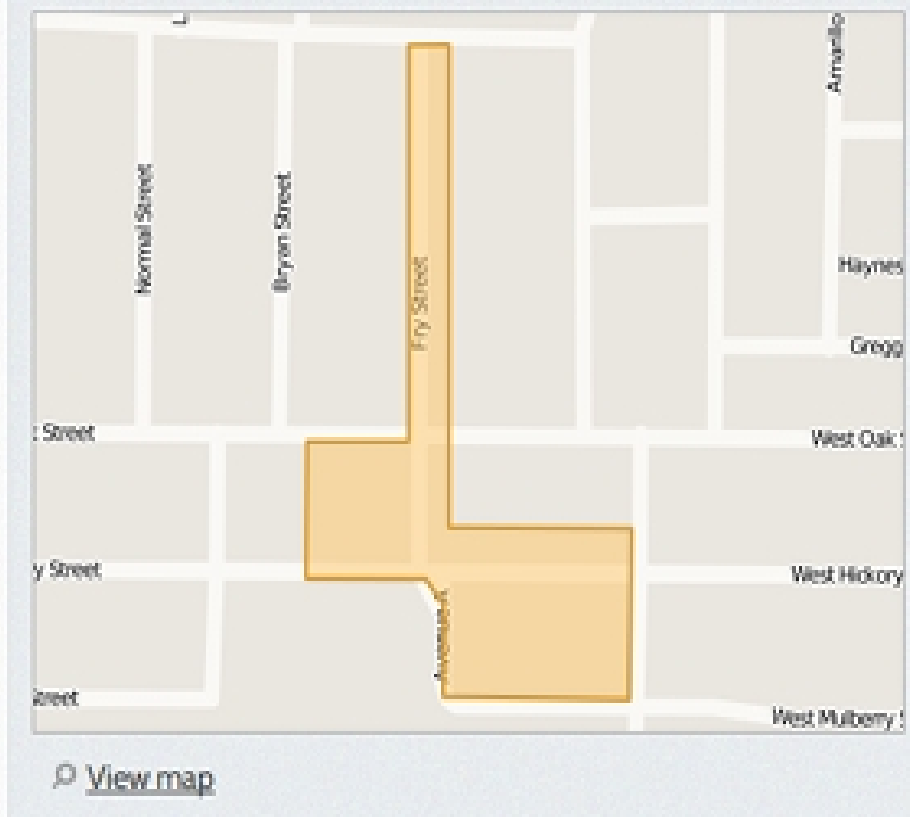 Amarillo
Normal Street
Bryan Street
Fry Street
Haynes
Gregg
Street
West Oak
y Street
West Hickory
Avenue A
Street
West Mulberry S
View map